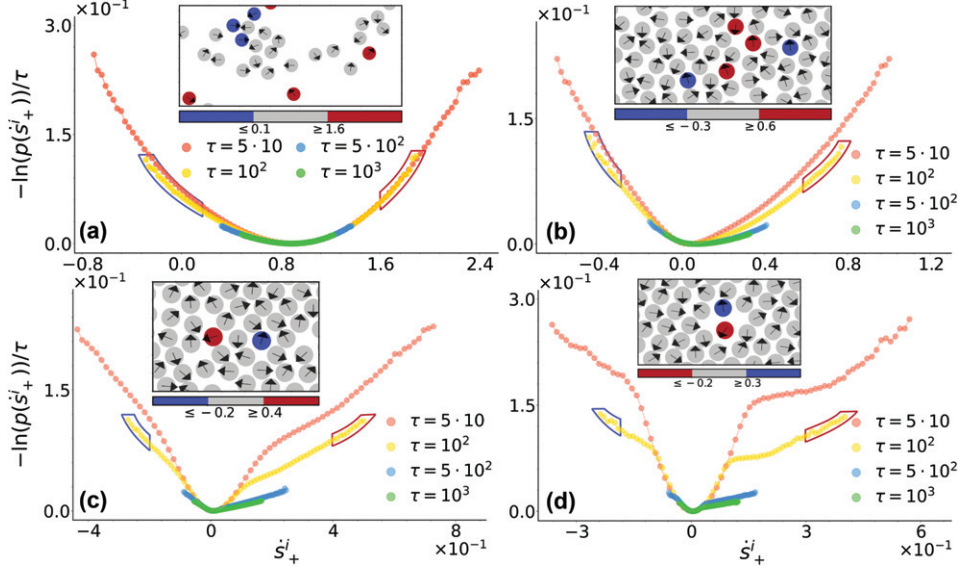 ×10⁻¹
3.0
1.5
0.0
−ln(p(ṡⁱ₊))/τ
≤0.1 ≥1.6
τ=5·10 τ=5·10²
τ=10² τ=10³
(a)
−0.8 0.0 0.8 1.6 2.4
×10⁻¹
1.5
0.0
≤−0.3 ≥0.6
τ=5·10
τ=10²
τ=5·10²
τ=10³
(b)
−0.4 0.0 0.4 0.8 1.2
×10⁻¹
1.5
0.0
−ln(p(ṡⁱ₊))/τ
≤−0.2 ≥0.4
τ=5·10
τ=10²
τ=5·10²
τ=10³
(c)
−4 0 4 8
ṡⁱ₊ ×10⁻¹
×10⁻¹
3.0
1.5
0.0
≤−0.2 ≥0.3
τ=5·10
τ=10²
τ=5·10²
τ=10³
(d)
−3 0 3 6
ṡⁱ₊ ×10⁻¹